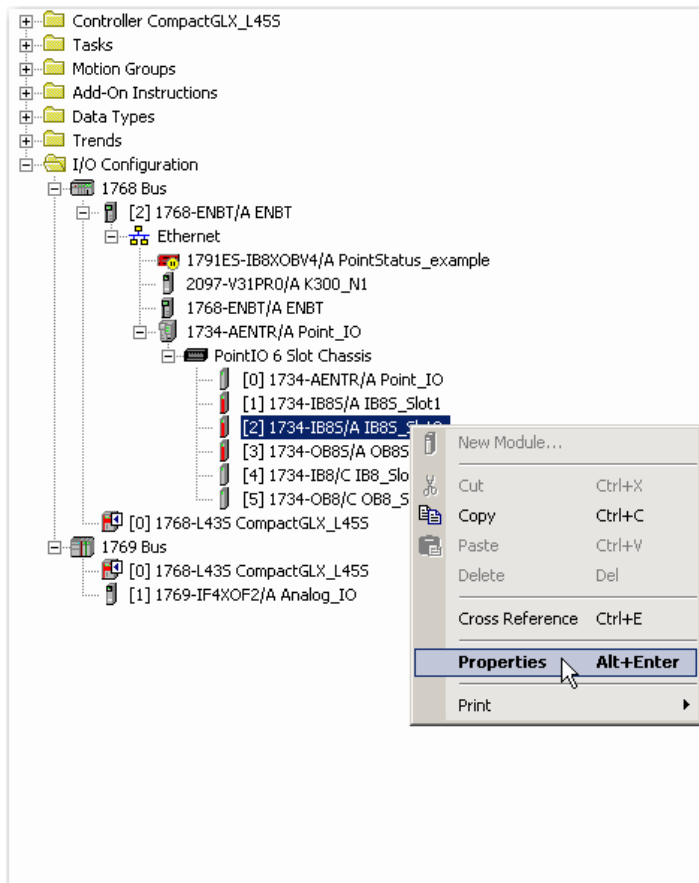 Controller CompactGLX_L45S
Tasks
Motion Groups
Add-On Instructions
Data Types
Trends
I/O Configuration
1768 Bus
[2] 1768-ENBT/A ENBT
Ethernet
1791ES-IB8XOBV4/A PointStatus_example
2097-V31PR0/A K300_N1
1768-ENBT/A ENBT
1734-AENTR/A Point_IO
PointIO 6 Slot Chassis
[0] 1734-AENTR/A Point_IO
[1] 1734-IB8S/A IB8S_Slot1
[2] 1734-IB8S/A
[3] 1734-OB8S/A OB8S
[4] 1734-IB8/C IB8_Slo
[5] 1734-OB8/C OB8_S
[0] 1768-L43S CompactGLX_L45S
1769 Bus
[0] 1768-L43S CompactGLX_L45S
[1] 1769-IF4XOF2/A Analog_IO
New Module...
Cut Ctrl+X
Copy Ctrl+C
Paste Ctrl+V
Delete Del
Cross Reference Ctrl+E
Properties Alt+Enter
Print